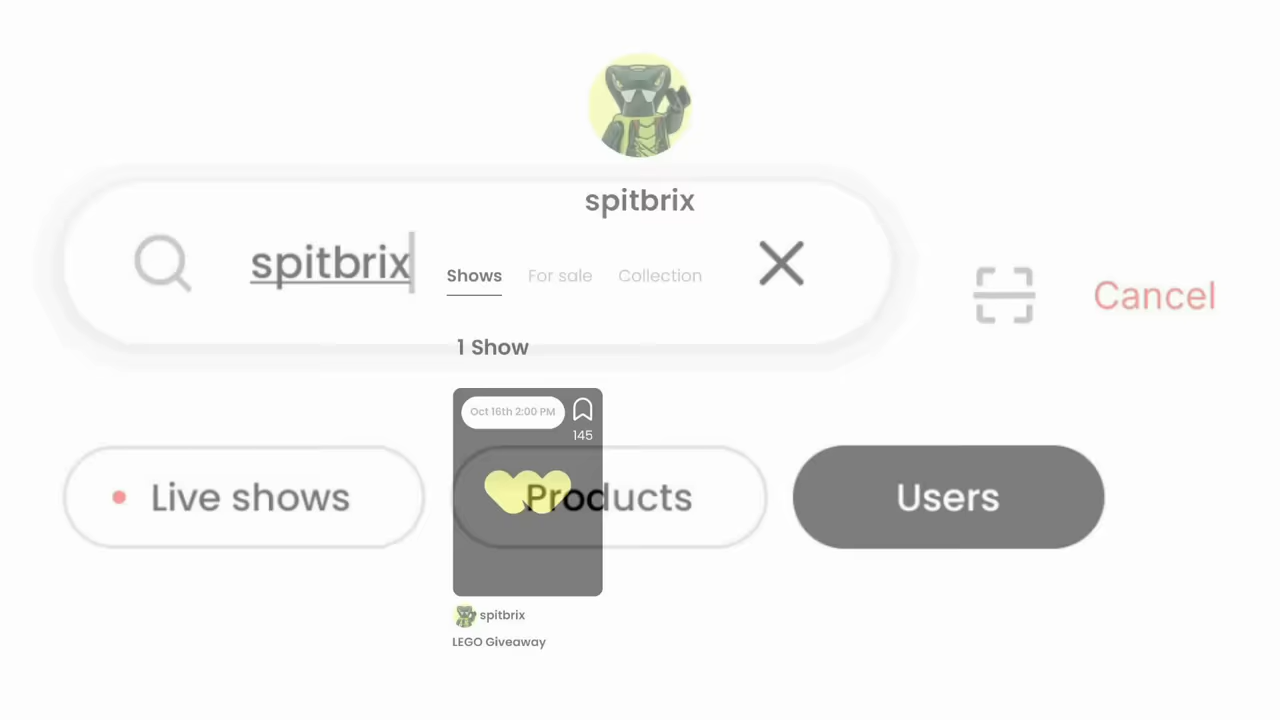 spitbrix
spitbrix
Shows For sale Collection
Cancel
1 Show
Oct 16th 2:00 PM
145
Live shows
Products
Users
spitbrix
LEGO Giveaway